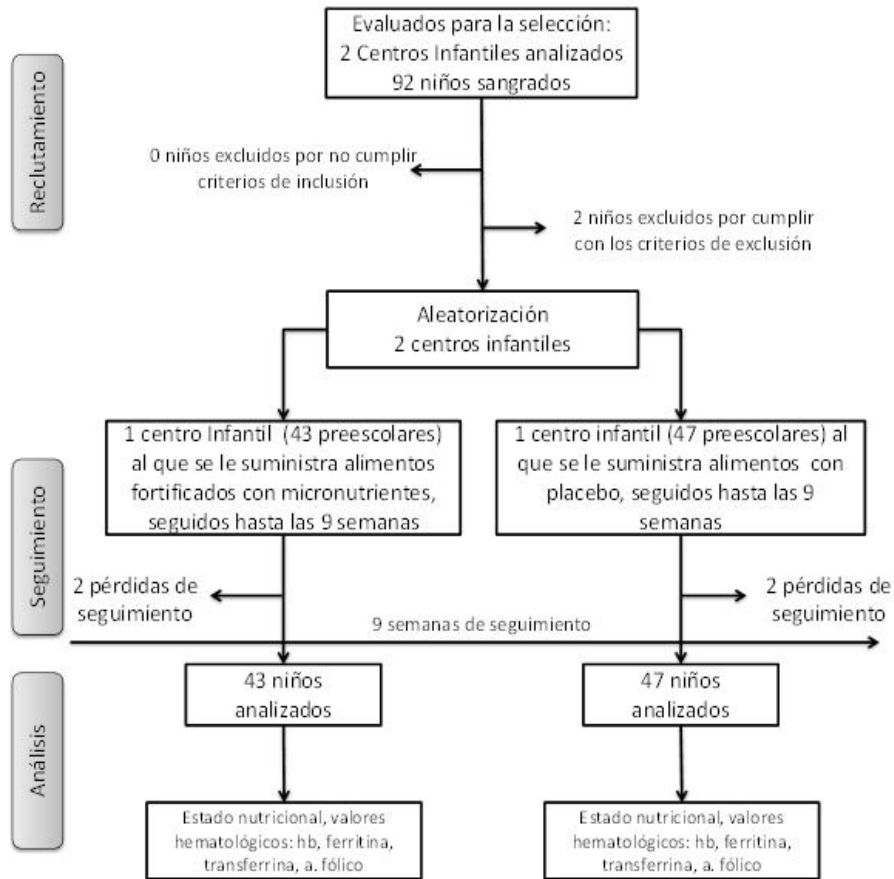 Reclutamiento
Evaluados para la selección:
2 Centros Infantiles analizados
92 niños sangrados
0 niños excluidos por no cumplir
criterios de inclusión
2 niños excluidos por cumplir
con los criterios de exclusión
Aleatorización
2 centros infantiles
Seguimiento
1 centro Infantil (43 preescolares)
al que se le suministra alimentos
fortificados con micronutrientes,
seguidos hasta las 9 semanas
1 centro infantil (47 preescolares) al
que se le suministra alimentos con
placebo, seguidos hasta las 9
semanas
2 pérdidas de
seguimiento
2 pérdidas de
seguimiento
9 semanas de seguimiento
Análisis
43 niños
analizados
47 niños
analizados
Estado nutricional, valores
hematológicos: hb, ferritina,
transferrina, a. fólico
Estado nutricional, valores
hematológicos: hb, ferritina,
transferrina, a. fólico